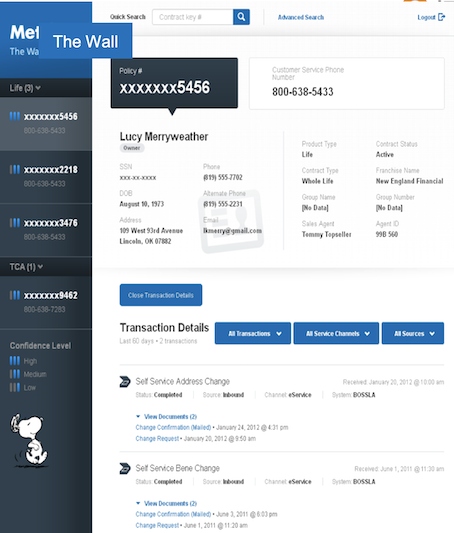 Quick Search
Contract key #
Advanced Search
Logout
Met
The Wall
The Wal
Life (3)
xxxxxxx5456
800-638-5433
xxxxxxx2218
800-638-5433
xxxxxxx3476
800-638-5433
TCA (1)
xxxxxxx9462
800-638-7283
Confidence Level
High
Medium
Low
Policy #
xxxxxxx5456
Customer Service Phone
Number
800-638-5433
Lucy Merryweather
Owner
SSN
xxx-xx-xxxx
Phone
(819) 555-7702
DOB
August 10, 1973
Alternate Phone
(815) 555-2231
Address
109 West 93rd Avenue
Lincoln, OK 07882
Email
lkmerry@gmail.com
Product Type
Life
Contract Status
Active
Contract Type
Whole Life
Franchise Name
New England Financial
Group Name
[No Data]
Group Number
[No Data]
Sales Agent
Tommy Topseller
Agent ID
99B 560
Close Transaction Details
Transaction Details
Last 60 days • 2 transactions
All Transactions
All Service Channels
All Sources
Self Service Address Change
Received: January 20, 2012 @ 10:00 am
Status: Completed
Source: Inbound
Channel: eService
System: BOSSLA
View Documents (2)
Change Confirmation (Mailed) • January 24, 2012 @ 4:31 pm
Change Request • January 20, 2012 @ 9:50 am
Self Service Bene Change
Received: June 1, 2011 @ 11:30 am
Status: Completed
Source: Inbound
Channel: eService
System: BOSSLA
View Documents (2)
Change Confirmation (Mailed) • June 3, 2011 @ 6:03 pm
Change Request • June 1, 2011 @ 11:20 am